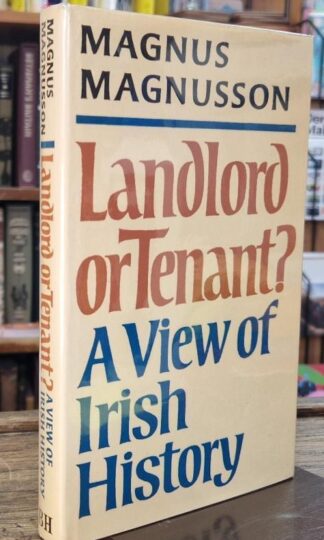 MAGNUS
MAGNUSSON
Landlord
or Tenant?
A View of
Irish
History
MAGNUS
MAGNUSSON
Landlord or Tenant?
A VIEW OF
IRISH HISTORY